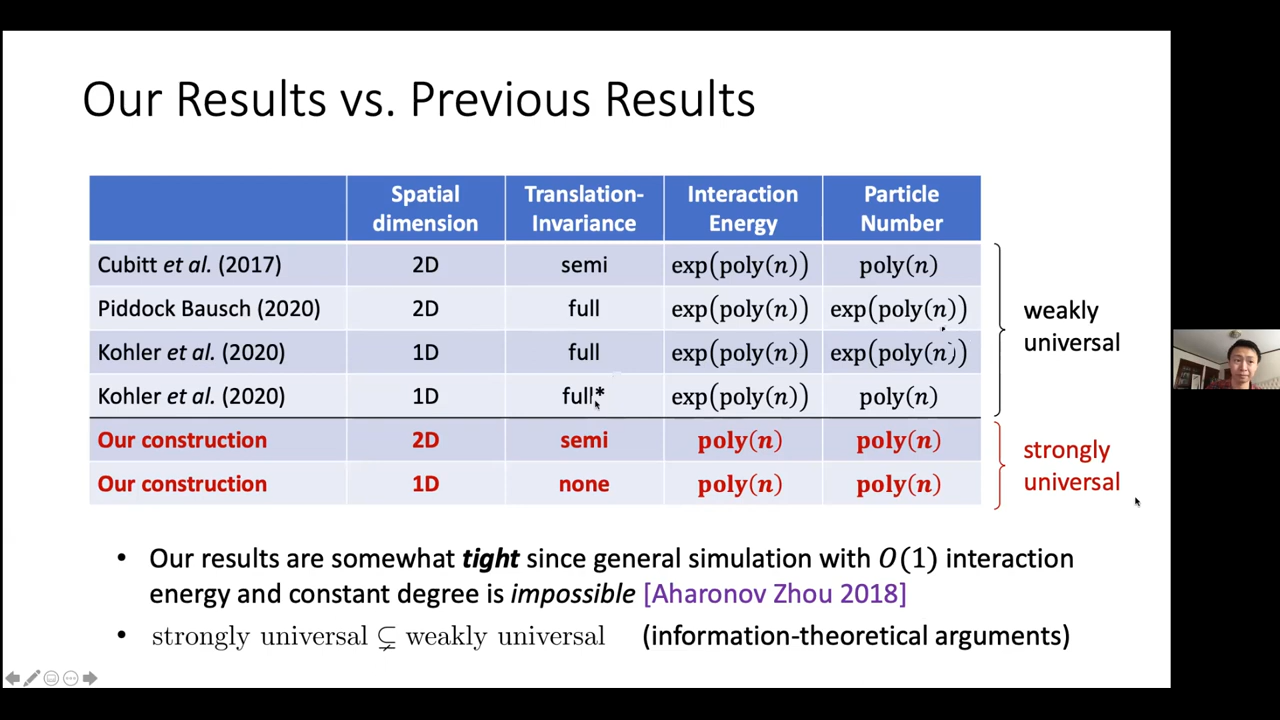 Our Results vs. Previous Results
Spatial dimension Translation-Invariance Interaction Energy Particle Number
Cubitt et al. (2017) 2D semi exp(poly(n)) poly(n)
Piddock Bausch (2020) 2D full exp(poly(n)) exp(poly(n))
Kohler et al. (2020) 1D full exp(poly(n)) exp(poly(n))
Kohler et al. (2020) 1D full* exp(poly(n)) poly(n)
weakly
universal
Our construction 2D semi poly(n) poly(n)
Our construction 1D none poly(n) poly(n)
strongly
universal
• Our results are somewhat tight since general simulation with O(1) interaction
energy and constant degree is impossible [Aharonov Zhou 2018]
• strongly universal ⊊ weakly universal (information-theoretical arguments)